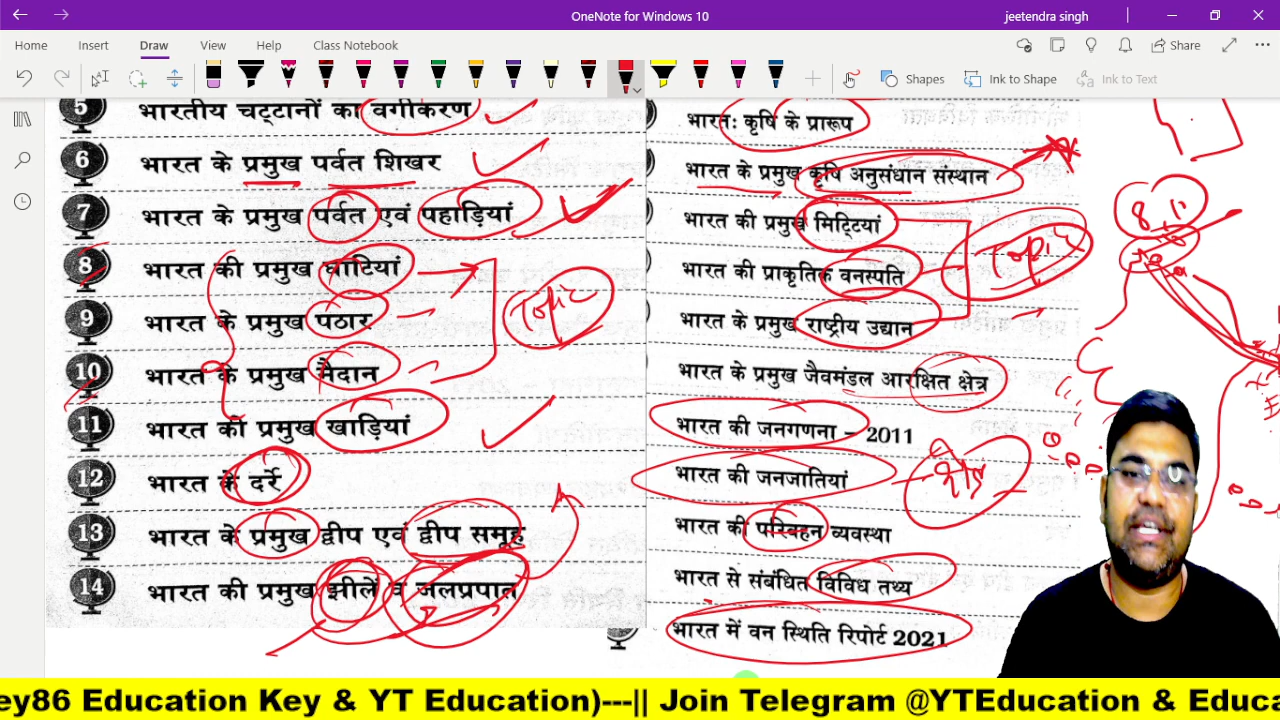 OneNote for Windows 10
jeetendra singh
Home Insert Draw View Help Class Notebook
Share
Shapes Ink to Shape Ink to Text
5 भारतीय चट्टानों का वर्गीकरण
6 भारत के प्रमुख पर्वत शिखर
7 भारत के प्रमुख पर्वत एवं पहाड़ियां
8 भारत की प्रमुख घाटियां
9 भारत के प्रमुख पठार
10 भारत के प्रमुख मैदान
11 भारत की प्रमुख खाड़ियां
12 भारत के दर्रे
13 भारत के प्रमुख द्वीप एवं द्वीप समूह
14 भारत की प्रमुख झीलें व जलप्रपात
Topic
भारत: कृषि के प्रारूप
भारत के प्रमुख कृषि अनुसंधान संस्थान
भारत की प्रमुख मिट्टियां
भारत की प्राकृतिक वनस्पति
भारत के प्रमुख राष्ट्रीय उद्यान
भारत के प्रमुख जैवमंडल आरक्षित क्षेत्र
भारत की जनगणना – 2011
भारत की जनजातियां
भारत की परिवहन व्यवस्था
भारत से संबंधित विविध तथ्य
भारत में वन स्थिति रिपोर्ट 2021
Topic
ey86 Education Key & YT Education)---|| Join Telegram @YTEducation & Educa